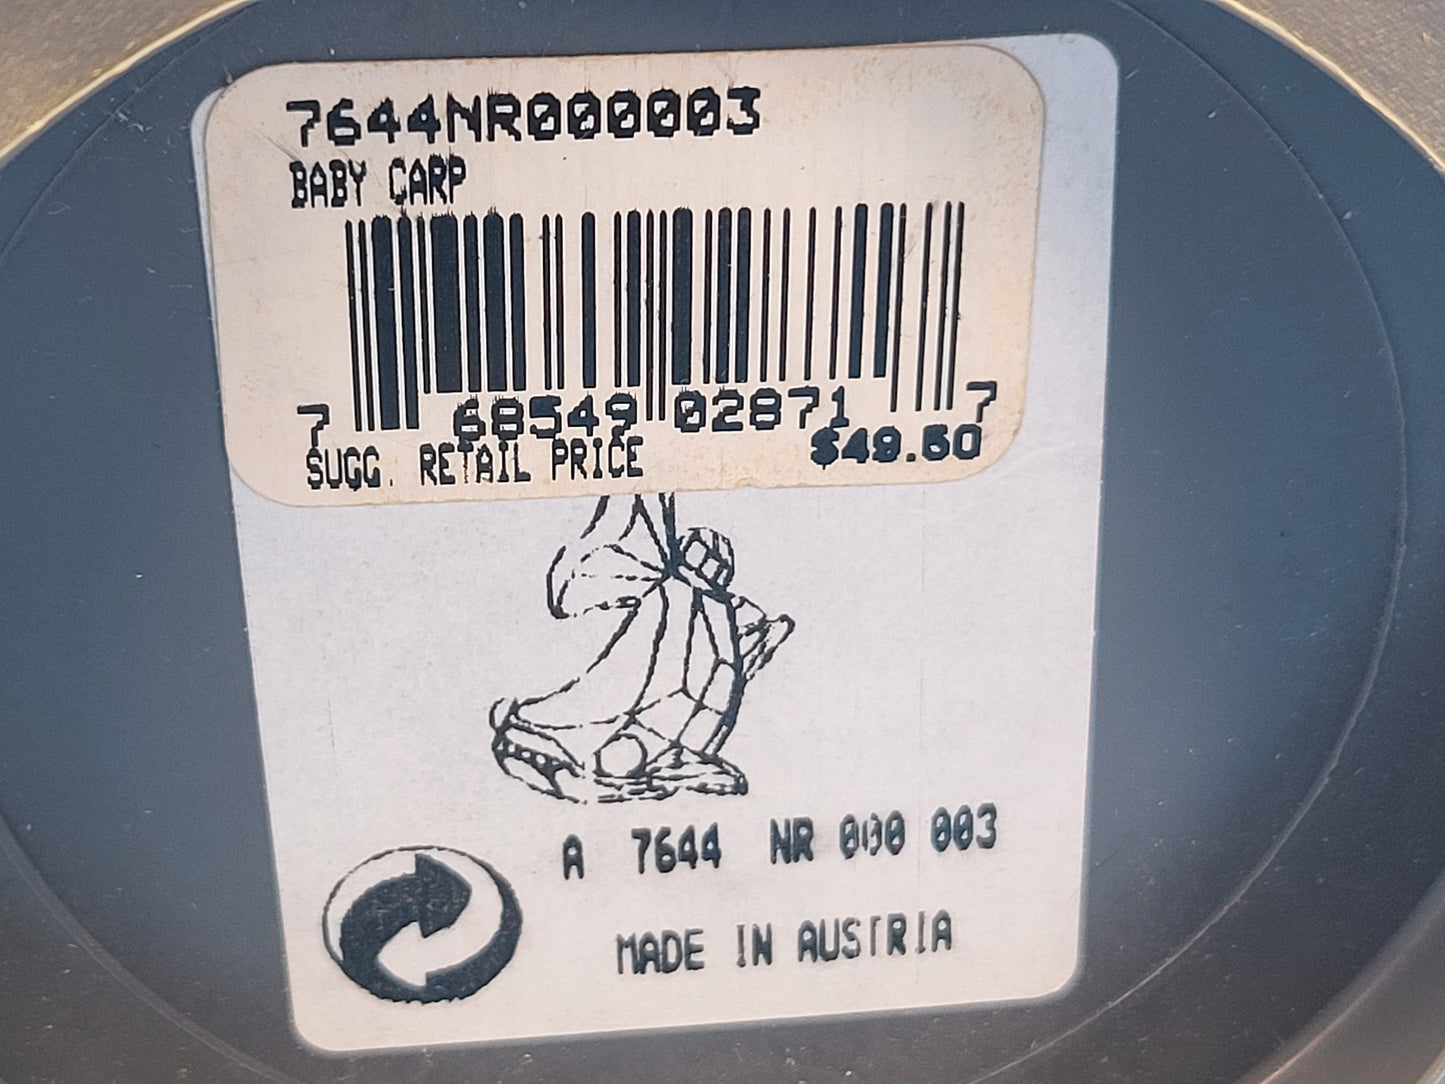 7644NR000003
BABY CARP
7 68549 02871 7
SUGG. RETAIL PRICE $49.50
A 7644 NR 000 003
MADE IN AUSTRIA